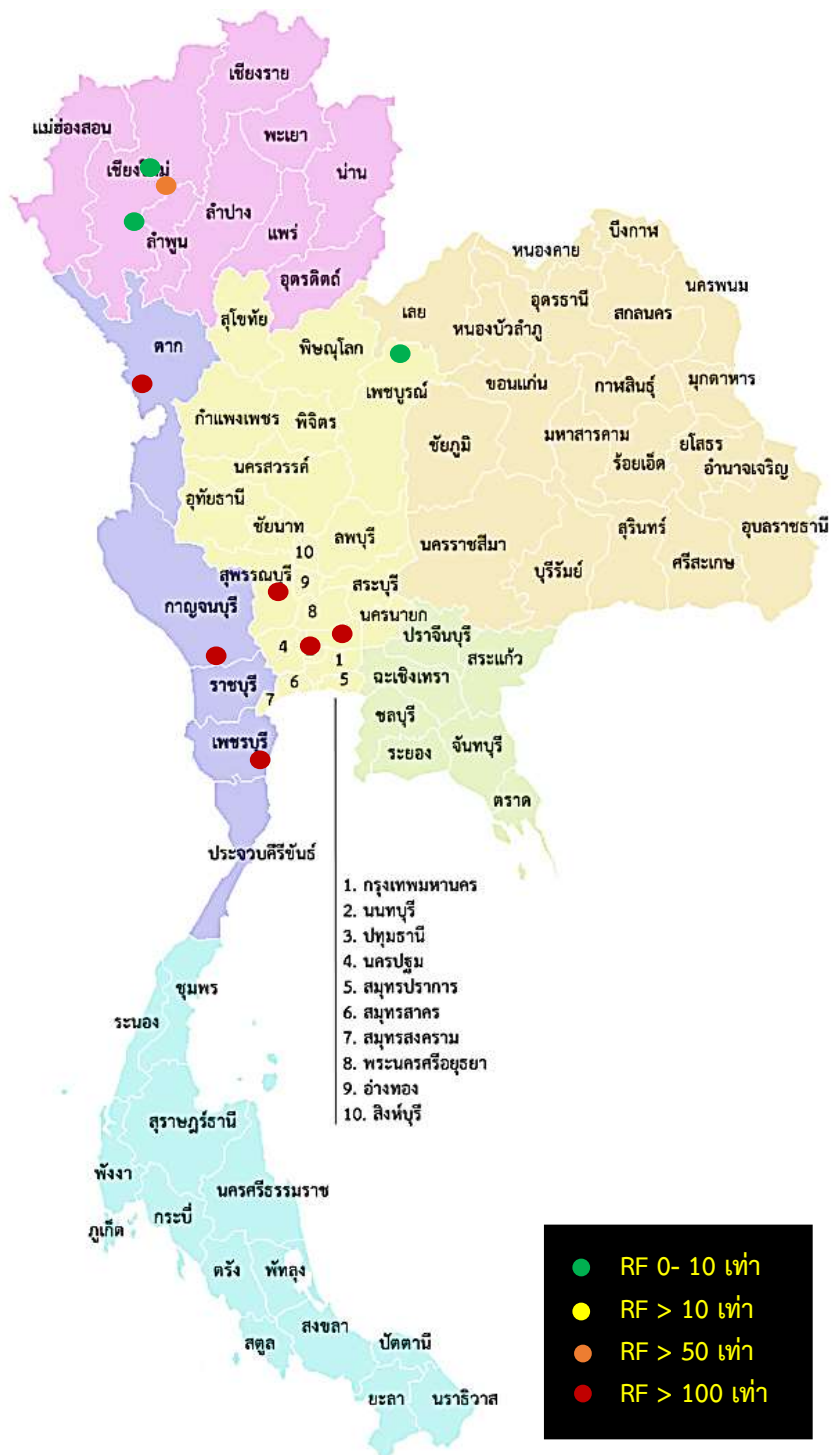 เชียงราย
แม่ฮ่องสอน
พะเยา
เชียงใหม่
น่าน
ลำปาง
แพร่
ลำพูน
อุตรดิตถ์
บึงกาฬ
หนองคาย
นครพนม
อุดรธานี
เลย
สกลนคร
สุโขทัย
หนองบัวลำภู
ตาก
พิษณุโลก
เพชบูรณ์
ขอนแก่น
กาฬสินธุ์
มุกดาหาร
กำแพงเพชร
พิจิตร
ชัยภูมิ
มหาสารคาม
ยโสธร
ร้อยเอ็ด
อำนาจเจริญ
นครสวรรค์
อุทัยธานี
ชัยนาท
ลพบุรี
นครราชสีมา
สุรินทร์
อุบลราชธานี
10
สุพรรณบุรี
9
สระบุรี
บุรีรัมย์
ศรีสะเกษ
กาญจนบุรี
8
นครนายก
ปราจีนบุรี
4
1
สระแก้ว
ราชบุรี
6
5
ฉะเชิงเทรา
7
ชลบุรี
เพชรบุรี
ระยอง
จันทบุรี
ตราด
ประจวบคีรีขันธ์
1. กรุงเทพมหานคร
2. นนทบุรี
3. ปทุมธานี
4. นครปฐม
5. สมุทรปราการ
6. สมุทรสาคร
7. สมุทรสงคราม
8. พระนครศรีอยุธยา
9. อ่างทอง
10. สิงห์บุรี
ชุมพร
ระนอง
สุราษฎร์ธานี
พังงา
นครศรีธรรมราช
กระบี่
ภูเก็ต
ตรัง
พัทลุง
สงขลา
สตูล
ปัตตานี
ยะลา
นราธิวาส
RF 0- 10 เท่า
RF > 10 เท่า
RF > 50 เท่า
RF > 100 เท่า